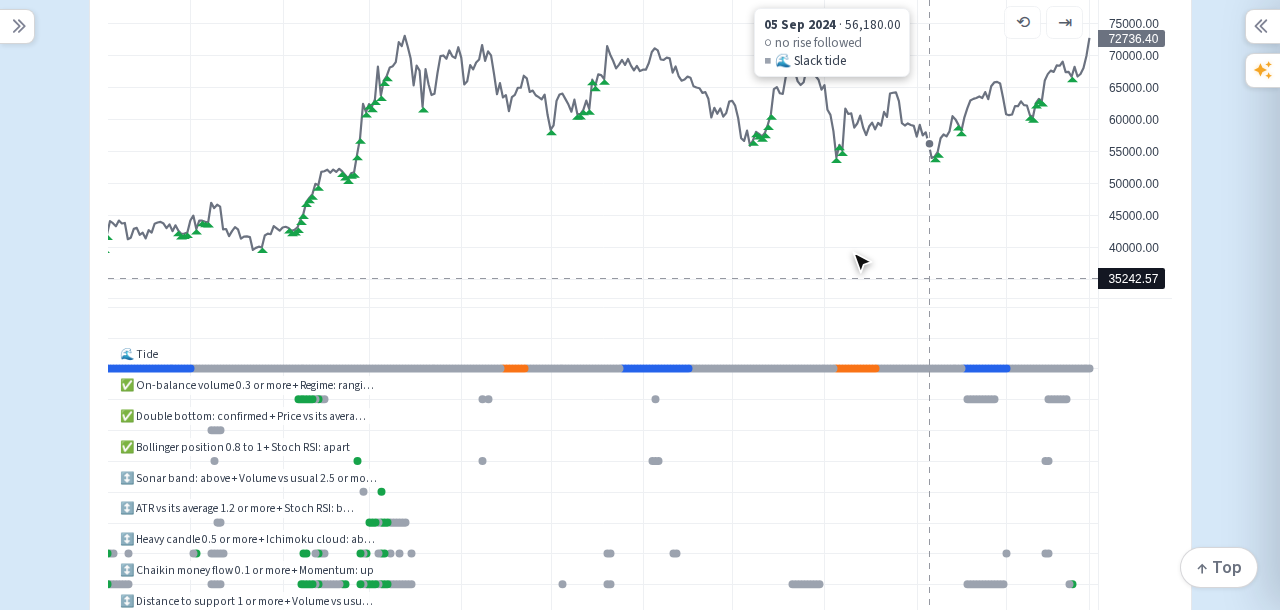 05 Sep 2024 · 56,180.00
○ no rise followed
■ 🌊 Slack tide
75000.00
72736.40
70000.00
65000.00
60000.00
55000.00
50000.00
45000.00
40000.00
35242.57
🌊 Tide
✅ On-balance volume 0.3 or more + Regime: rangi…
✅ Double bottom: confirmed + Price vs its avera…
✅ Bollinger position 0.8 to 1 + Stoch RSI: apart
↕️ Sonar band: above + Volume vs usual 2.5 or mo…
↕️ ATR vs its average 1.2 or more + Stoch RSI: b…
↕️ Heavy candle 0.5 or more + Ichimoku cloud: ab…
↕️ Chaikin money flow 0.1 or more + Momentum: up
↕️ Distance to support 1 or more + Volume vs usu…
↑ Top